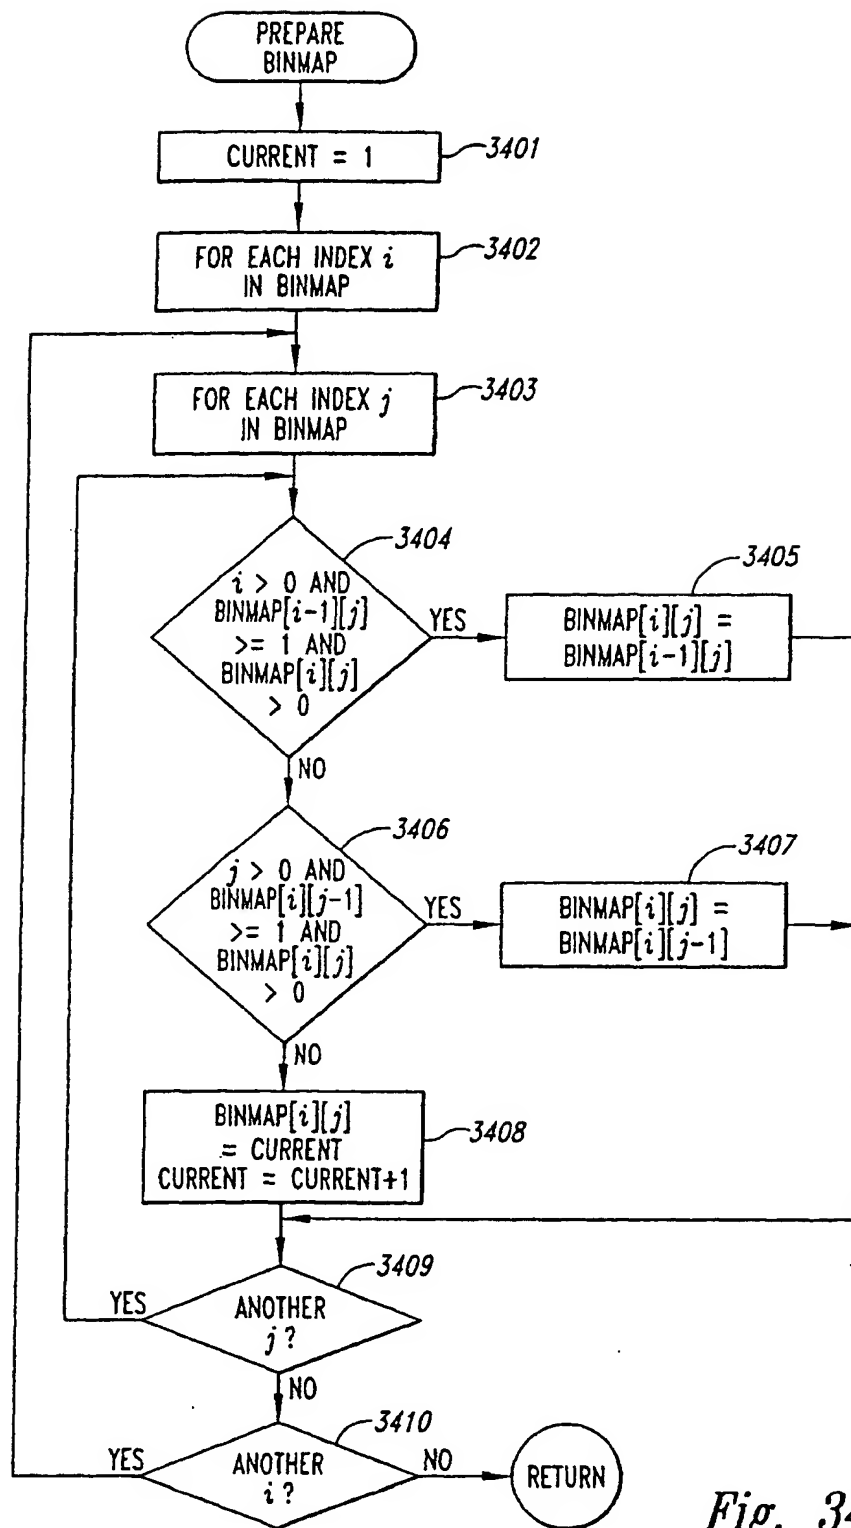 PREPARE
BINMAP
CURRENT = 1
3401
FOR EACH INDEX i
IN BINMAP
3402
FOR EACH INDEX j
IN BINMAP
3403
3404
i > 0 AND
BINMAP[i-1][j]
>= 1 AND
BINMAP[i][j]
> 0
YES
3405
BINMAP[i][j] =
BINMAP[i-1][j]
NO
3406
j > 0 AND
BINMAP[i][j-1]
>= 1 AND
BINMAP[i][j]
> 0
YES
3407
BINMAP[i][j] =
BINMAP[i][j-1]
NO
BINMAP[i][j]
= CURRENT
CURRENT = CURRENT+1
3408
3409
YES
ANOTHER
j?
NO
3410
YES
ANOTHER
i?
NO
RETURN
Fig. 34